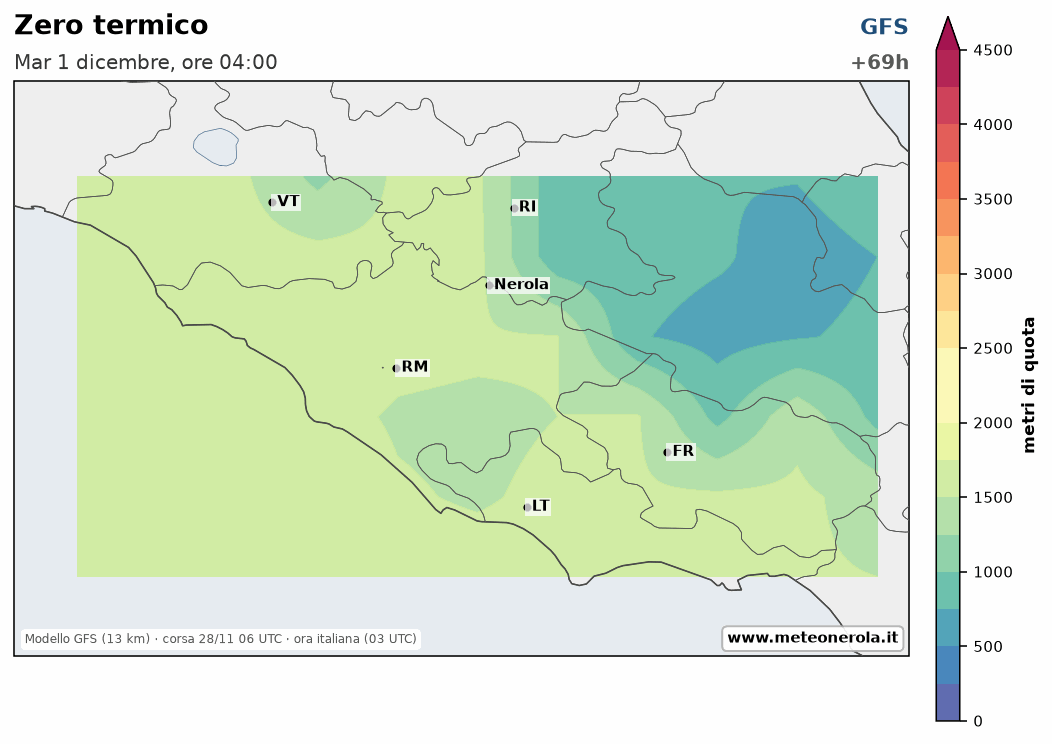 Zero termico
GFS
Mar 1 dicembre, ore 04:00
+69h
VT
RI
Nerola
RM
FR
LT
4500
4000
3500
3000
2500
2000
1500
1000
500
0
metri di quota
Modello GFS (13 km) · corsa 28/11 06 UTC · ora italiana (03 UTC)
www.meteonerola.it